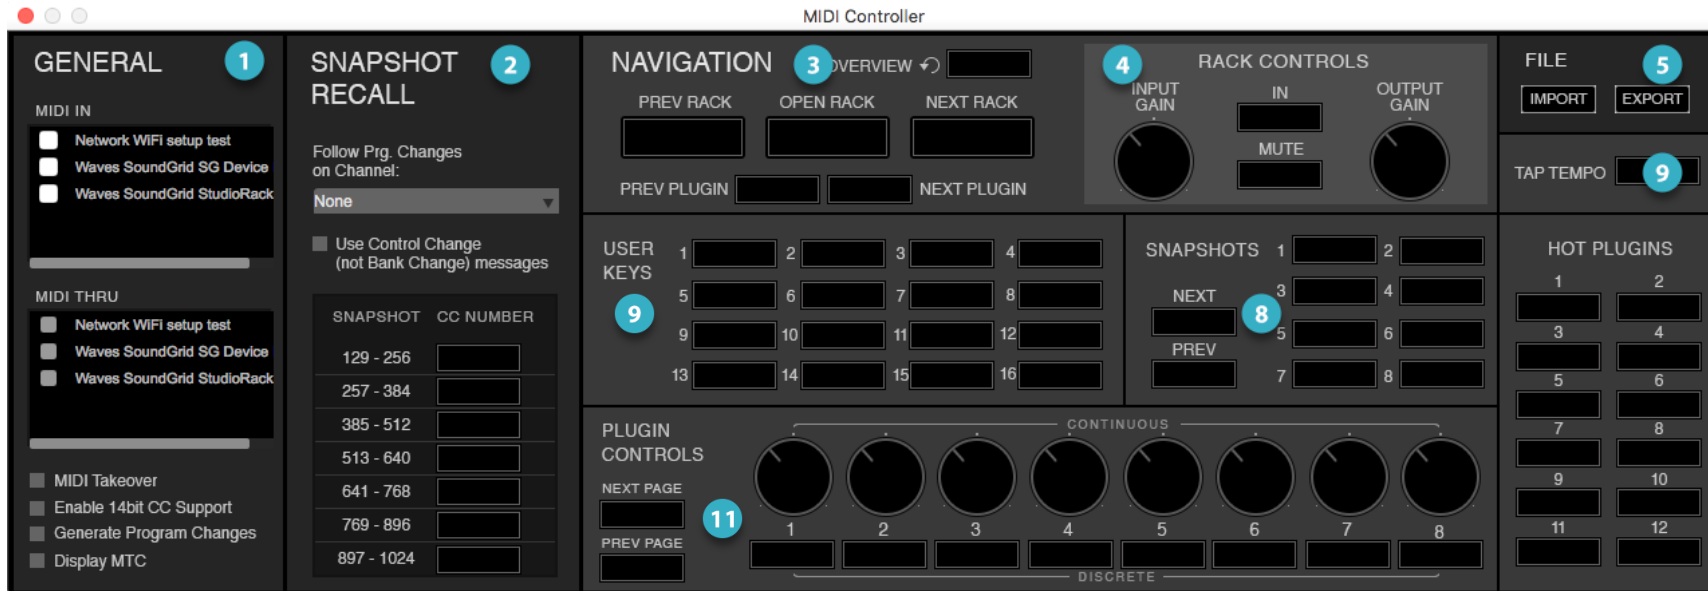 MIDI Controller
GENERAL
1
MIDI IN
Network WiFi setup test
Waves SoundGrid SG Device
Waves SoundGrid StudioRack
MIDI THRU
Network WiFi setup test
Waves SoundGrid SG Device
Waves SoundGrid StudioRack
MIDI Takeover
Enable 14bit CC Support
Generate Program Changes
Display MTC
SNAPSHOT
RECALL
2
Follow Prg. Changes
on Channel:
None
Use Control Change
(not Bank Change) messages
SNAPSHOT CC NUMBER
129 - 256
257 - 384
385 - 512
513 - 640
641 - 768
769 - 896
897 - 1024
NAVIGATION
3
OVERVIEW
PREV RACK OPEN RACK NEXT RACK
PREV PLUGIN NEXT PLUGIN
4
RACK CONTROLS
INPUT
GAIN
IN
MUTE
OUTPUT
GAIN
FILE
5
IMPORT EXPORT
TAP TEMPO
9
USER
KEYS
9
1 2 3 4
5 6 7 8
9 10 11 12
13 14 15 16
SNAPSHOTS
NEXT
PREV
8
1 2
3 4
5 6
7 8
HOT PLUGINS
1 2
3 4
5 6
7 8
9 10
11 12
PLUGIN
CONTROLS
NEXT PAGE
PREV PAGE
11
CONTINUOUS
1 2 3 4 5 6 7 8
DISCRETE